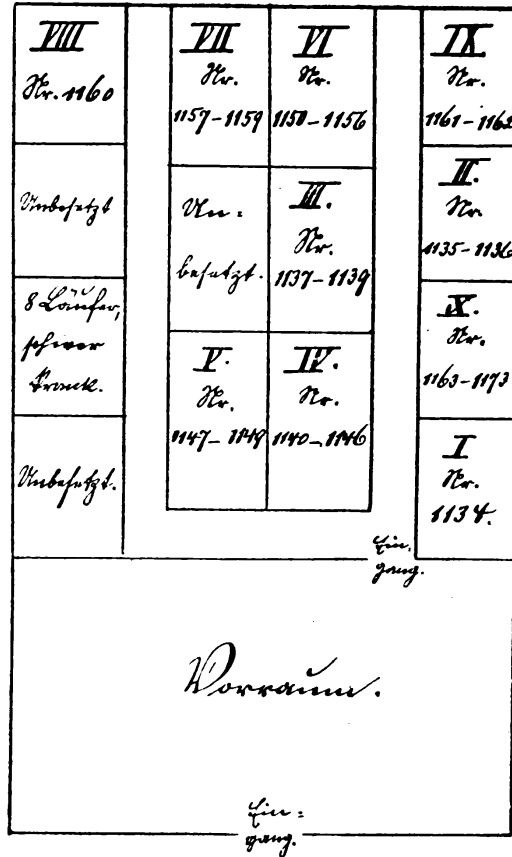 VIII
Nr. 1160
Unbesetzt
8 Läufer,
schwer
krank.
Unbesetzt.
VII
Nr.
1157-1159
VI
Nr.
1150-1156
Un=
besetzt.
III.
Nr.
1137-1139
V.
Nr.
1147-1149
IV.
Nr.
1140-1146
IX
Nr.
1161-1162
II.
Nr.
1135-1136
X.
Nr.
1163-1173
I
Nr.
1134.
Ein-
gang.
Vorraum.
Ein=
gang.